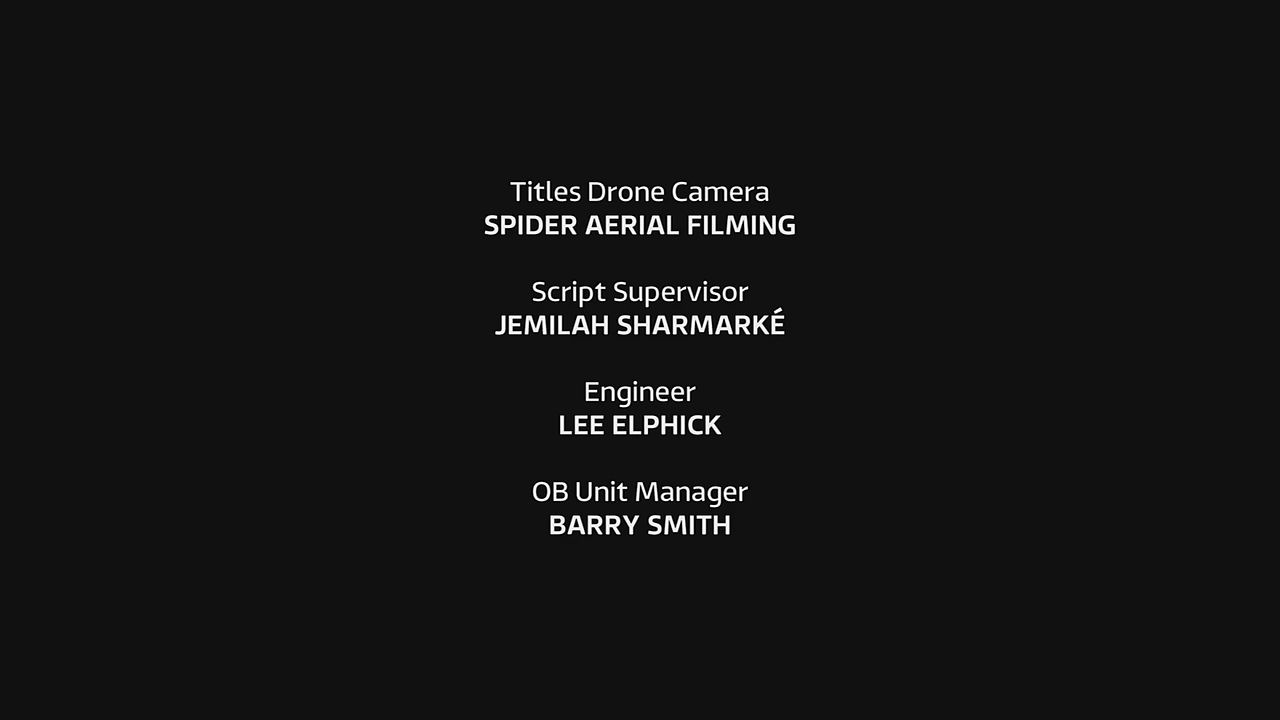 Titles Drone Camera
SPIDER AERIAL FILMING
Script Supervisor
JEMILAH SHARMARKÉ
Engineer
LEE ELPHICK
OB Unit Manager
BARRY SMITH